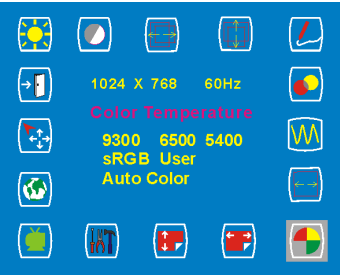 1024 X 768 60Hz
Color Temperature
9300 6500 5400
sRGB User
Auto Color